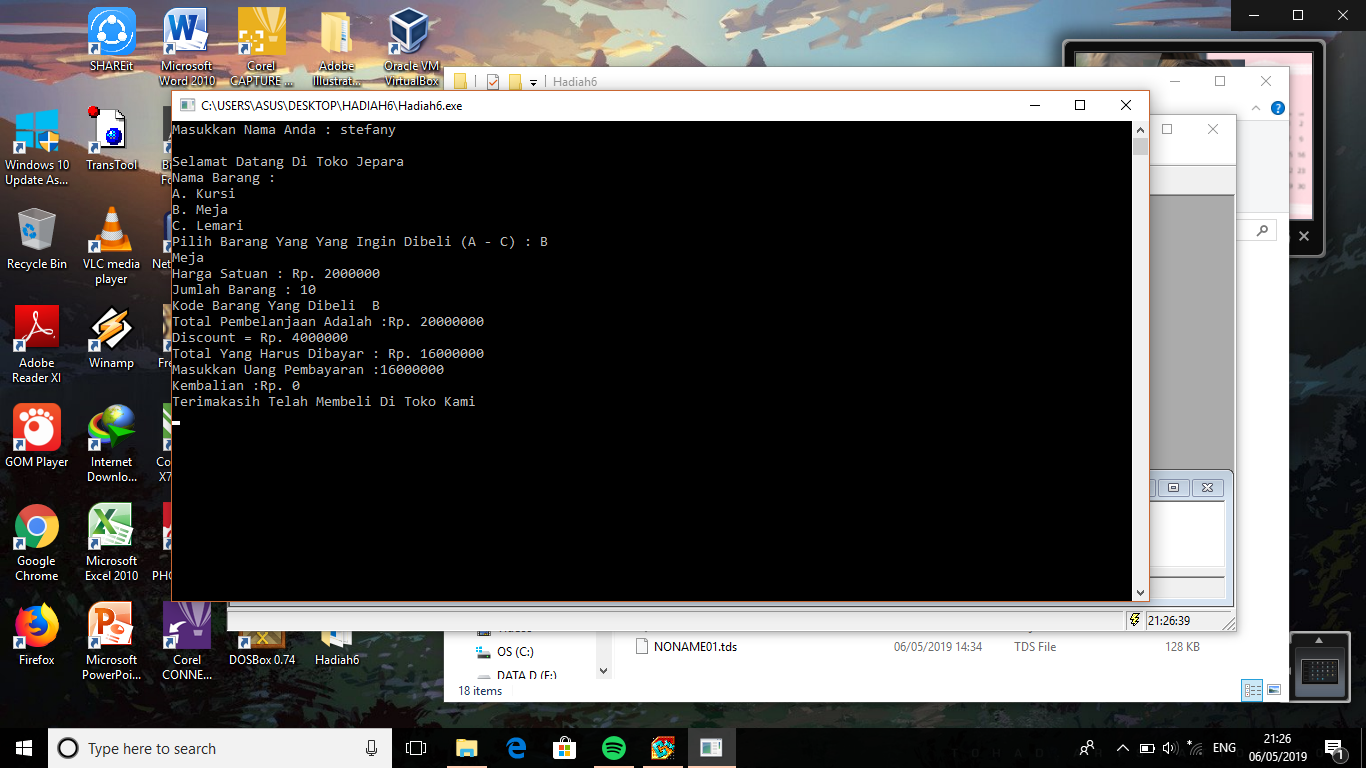 SHAREit
Microsoft Word 2010
Corel CAPTURE ...
Adobe Illustrat...
Oracle VM VirtualBox
Hadiah6
C:\USERS\ASUS\DESKTOP\HADIAH6\Hadiah6.exe
Masukkan Nama Anda : stefany
Selamat Datang Di Toko Jepara
Nama Barang :
A. Kursi
B. Meja
C. Lemari
Pilih Barang Yang Yang Ingin Dibeli (A - C) : B
Meja
Harga Satuan : Rp. 2000000
Jumlah Barang : 10
Kode Barang Yang Dibeli  B
Total Pembelanjaan Adalah :Rp. 20000000
Discount = Rp. 4000000
Total Yang Harus Dibayar : Rp. 16000000
Masukkan Uang Pembayaran :16000000
Kembalian :Rp. 0
Terimakasih Telah Membeli Di Toko Kami
Windows 10 Update As...
TransTool
Recycle Bin
VLC media player
Adobe Reader XI
Winamp
GOM Player
Internet Downlo...
Google Chrome
Microsoft Excel 2010
Firefox
Microsoft PowerPoi...
Corel CONNE...
DOSBox 0.74
Hadiah6
21:26:39
OS (C:)
DATA D (F:)
NONAME01.tds
06/05/2019 14:34
TDS File
128 KB
18 items
Type here to search
ENG
21:26
06/05/2019
1